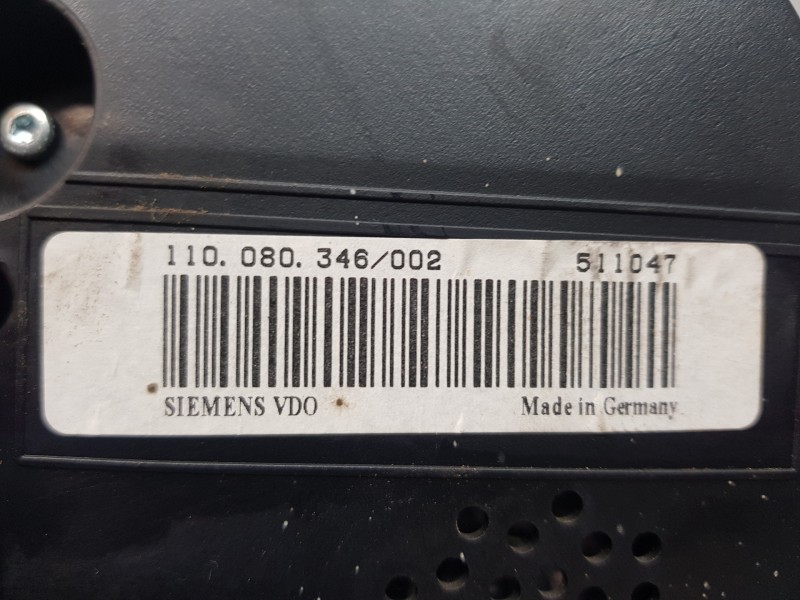 110.080.346/002 511047
SIEMENS VDO Made in Germany